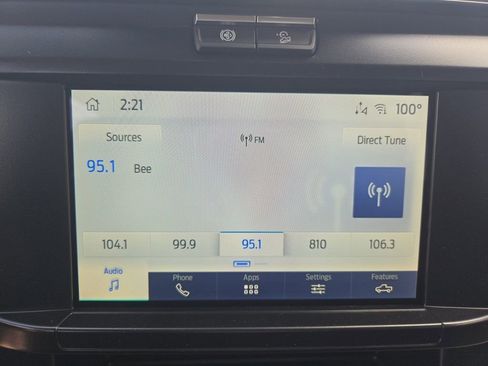 2:21
100°
Sources
FM
Direct Tune
95.1 Bee
104.1 99.9 95.1 810 106.3
Audio Phone Apps Settings Features